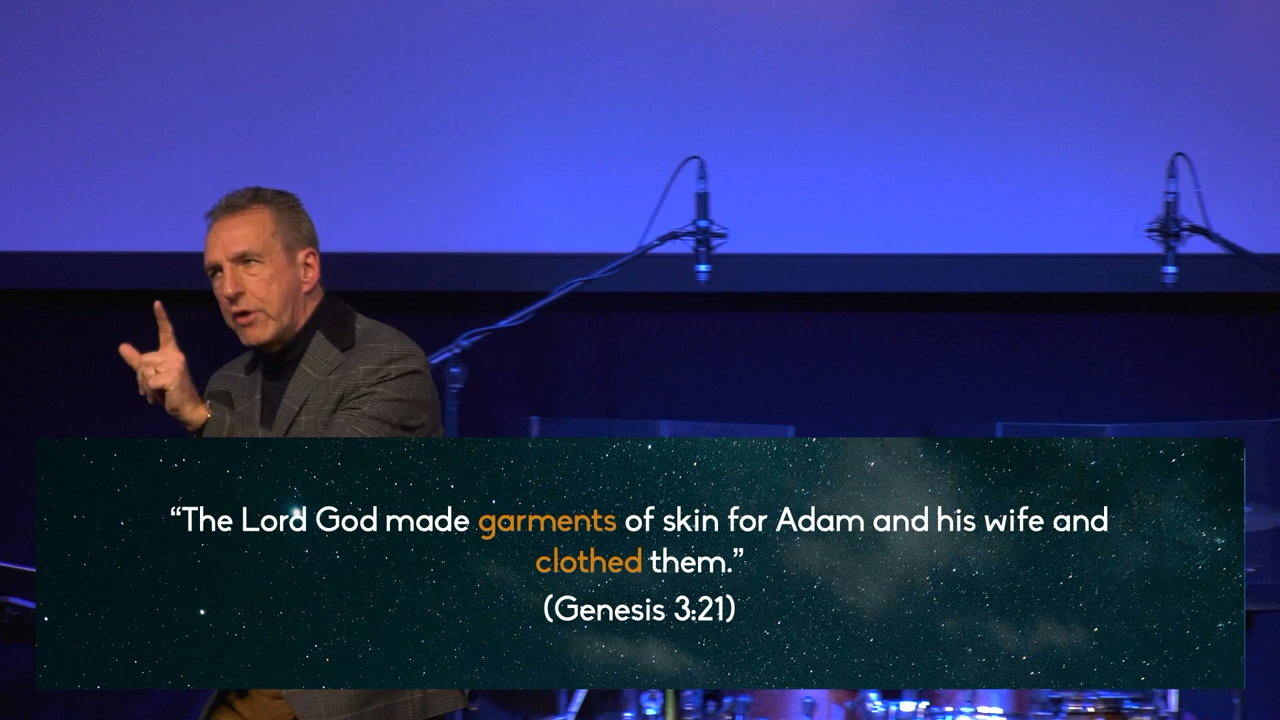 “The Lord God made garments of skin for Adam and his wife and
clothed them.”
(Genesis 3:21)